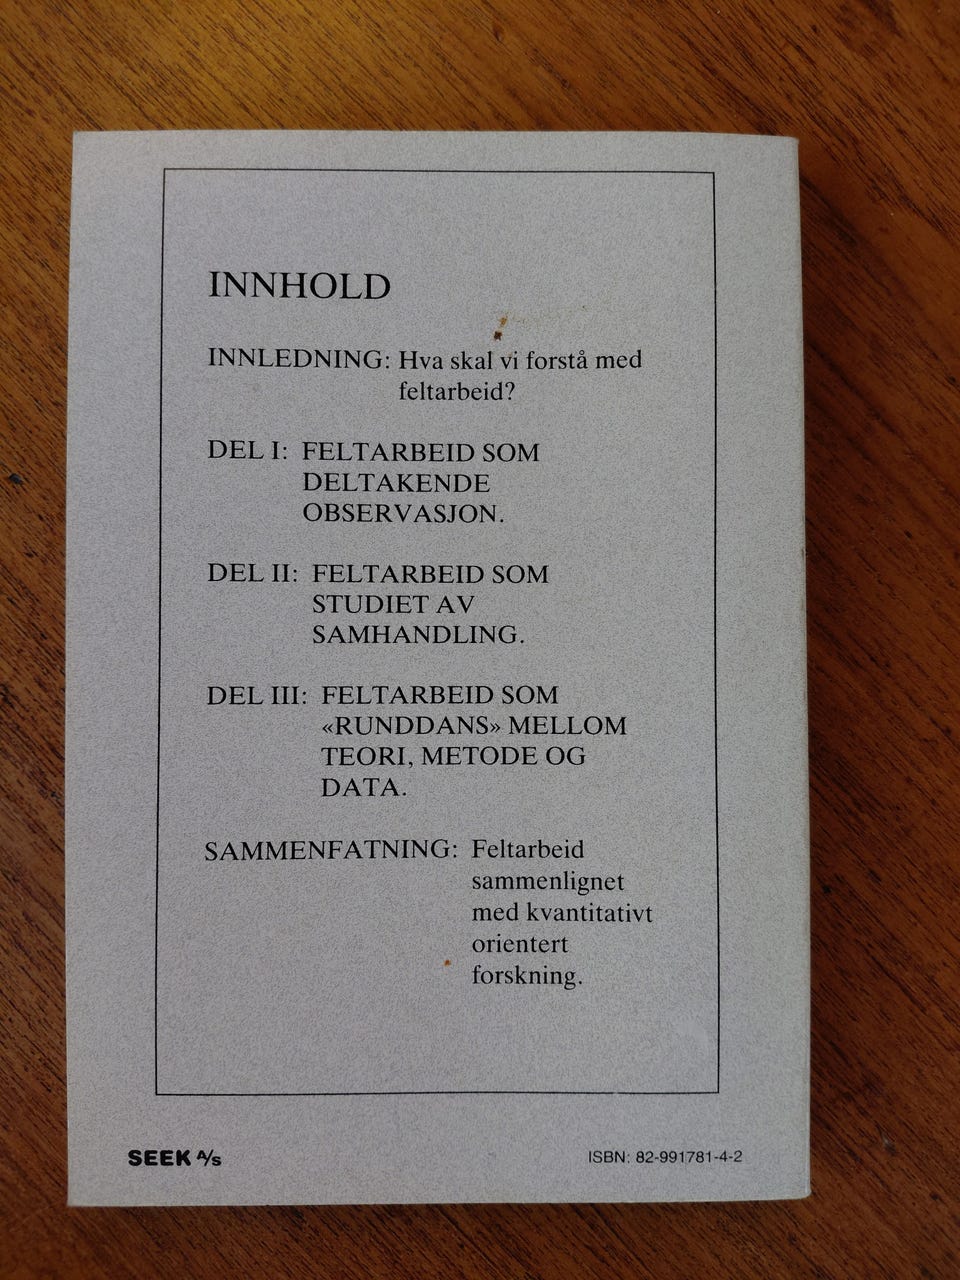 INNHOLD
INNLEDNING: Hva skal vi forstå med
feltarbeid?
DEL I: FELTARBEID SOM
DELTAKENDE
OBSERVASJON.
DEL II: FELTARBEID SOM
STUDIET AV
SAMHANDLING.
DEL III: FELTARBEID SOM
«RUNDDANS» MELLOM
TEORI, METODE OG
DATA.
SAMMENFATNING: Feltarbeid
sammenlignet
med kvantitativt
orientert
forskning.
SEEK A/S
ISBN: 82-991781-4-2